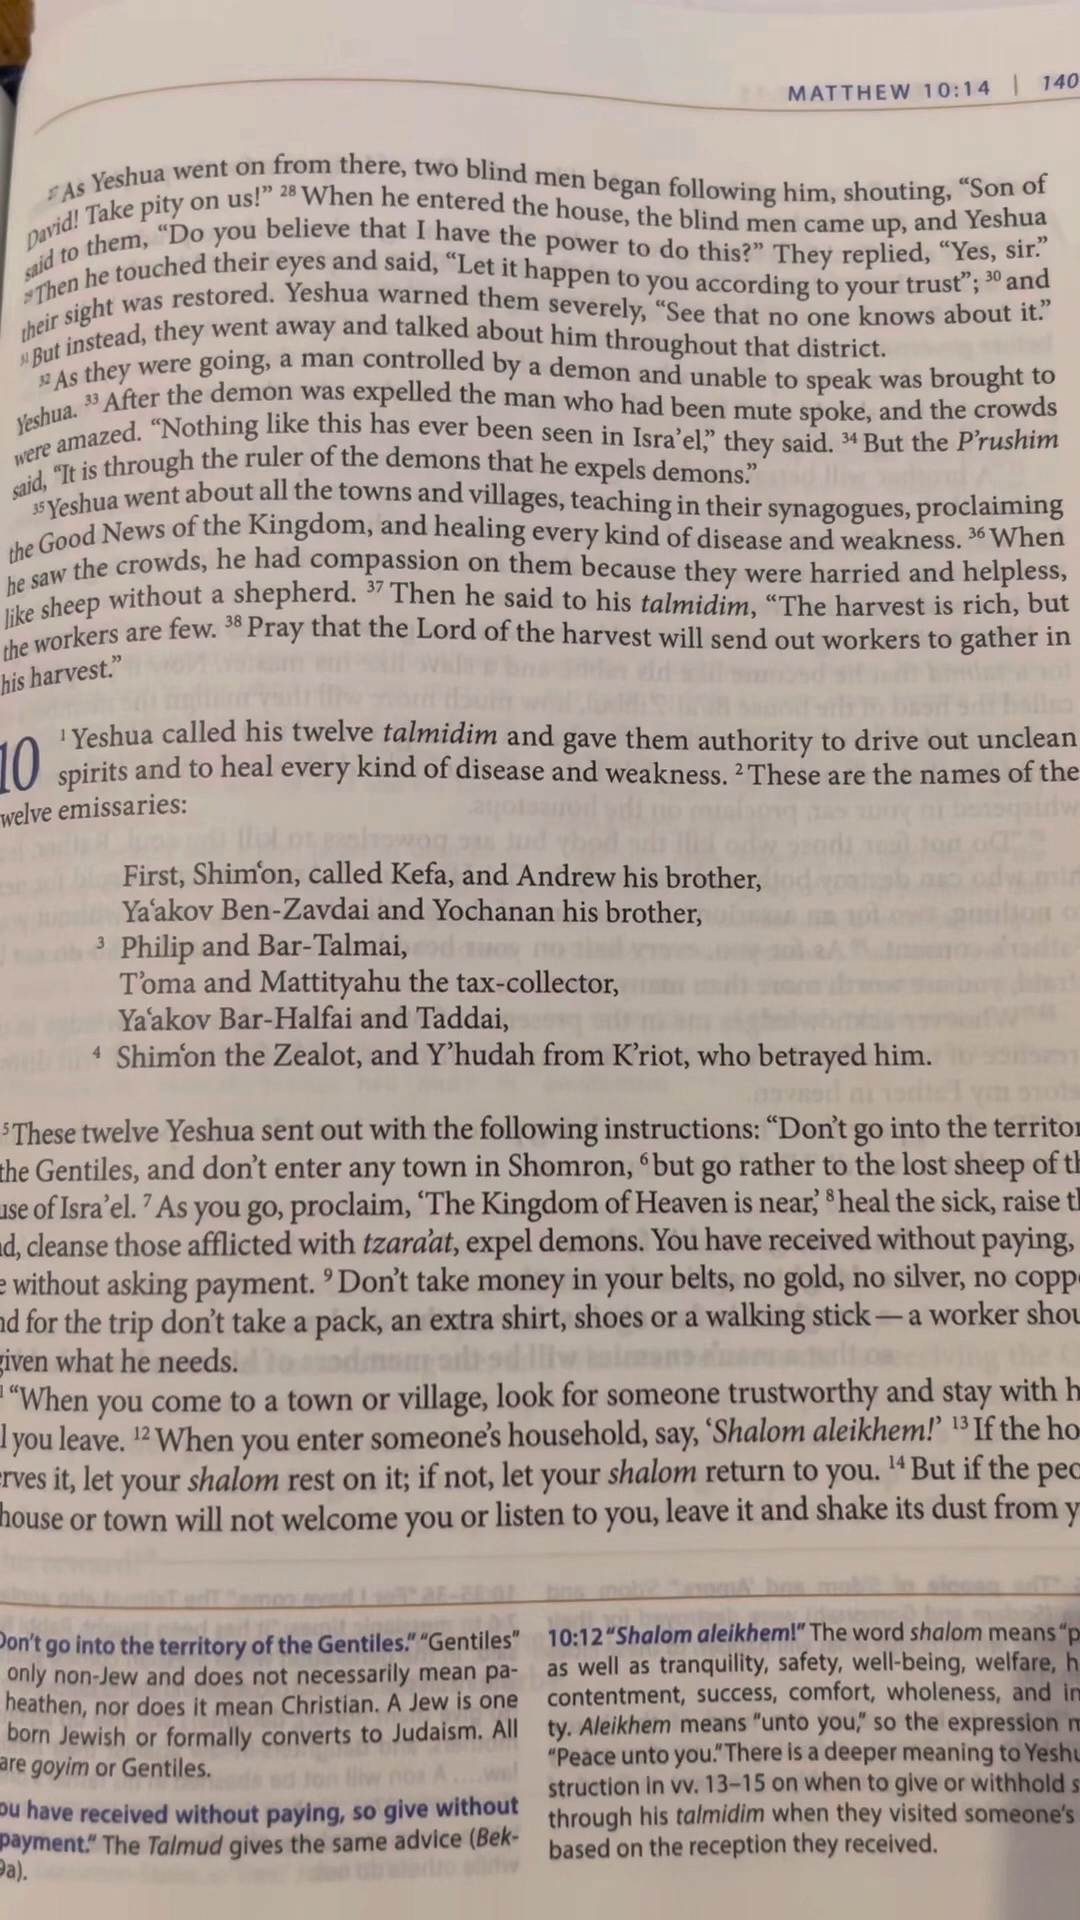 MATTHEW 10:14 | 140
27 As Yeshua went on from there, two blind men began following him, shouting, “Son of
David! Take pity on us!” 28 When he entered the house, the blind men came up, and Yeshua
said to them, “Do you believe that I have the power to do this?” They replied, “Yes, sir.”
29 Then he touched their eyes and said, “Let it happen to you according to your trust”; 30 and
their sight was restored. Yeshua warned them severely, “See that no one knows about it.”
31 But instead, they went away and talked about him throughout that district.
32 As they were going, a man controlled by a demon and unable to speak was brought to
Yeshua. 33 After the demon was expelled the man who had been mute spoke, and the crowds
were amazed. “Nothing like this has ever been seen in Isra’el,” they said. 34 But the P’rushim
said, “It is through the ruler of the demons that he expels demons.”
35 Yeshua went about all the towns and villages, teaching in their synagogues, proclaiming
the Good News of the Kingdom, and healing every kind of disease and weakness. 36 When
he saw the crowds, he had compassion on them because they were harried and helpless,
like sheep without a shepherd. 37 Then he said to his talmidim, “The harvest is rich, but
the workers are few. 38 Pray that the Lord of the harvest will send out workers to gather in
his harvest.”
10 1 Yeshua called his twelve talmidim and gave them authority to drive out unclean
spirits and to heal every kind of disease and weakness. 2 These are the names of the
welve emissaries:
First, Shim‘on, called Kefa, and Andrew his brother,
Ya‘akov Ben-Zavdai and Yochanan his brother,
3 Philip and Bar-Talmai,
T’oma and Mattityahu the tax-collector,
Ya‘akov Bar-Halfai and Taddai,
4 Shim‘on the Zealot, and Y’hudah from K’riot, who betrayed him.
5 These twelve Yeshua sent out with the following instructions: “Don’t go into the territor
the Gentiles, and don’t enter any town in Shomron, 6 but go rather to the lost sheep of th
use of Isra’el. 7 As you go, proclaim, ‘The Kingdom of Heaven is near,’ 8 heal the sick, raise th
d, cleanse those afflicted with tzara‘at, expel demons. You have received without paying,
e without asking payment. 9 Don’t take money in your belts, no gold, no silver, no coppe
nd for the trip don’t take a pack, an extra shirt, shoes or a walking stick — a worker shou
given what he needs.
“When you come to a town or village, look for someone trustworthy and stay with h
l you leave. 12 When you enter someone’s household, say, ‘Shalom aleikhem!’ 13 If the ho
rves it, let your shalom rest on it; if not, let your shalom return to you. 14 But if the peo
house or town will not welcome you or listen to you, leave it and shake its dust from y
Don’t go into the territory of the Gentiles.” “Gentiles”
only non-Jew and does not necessarily mean pa-
heathen, nor does it mean Christian. A Jew is one
born Jewish or formally converts to Judaism. All
are goyim or Gentiles.
ou have received without paying, so give without
payment.” The Talmud gives the same advice (Bek-
9a).
10:12 “Shalom aleikhem!” The word shalom means “p
as well as tranquility, safety, well-being, welfare, h
contentment, success, comfort, wholeness, and in
ty. Aleikhem means “unto you,” so the expression m
“Peace unto you.” There is a deeper meaning to Yeshu
struction in vv. 13–15 on when to give or withhold s
through his talmidim when they visited someone’s
based on the reception they received.